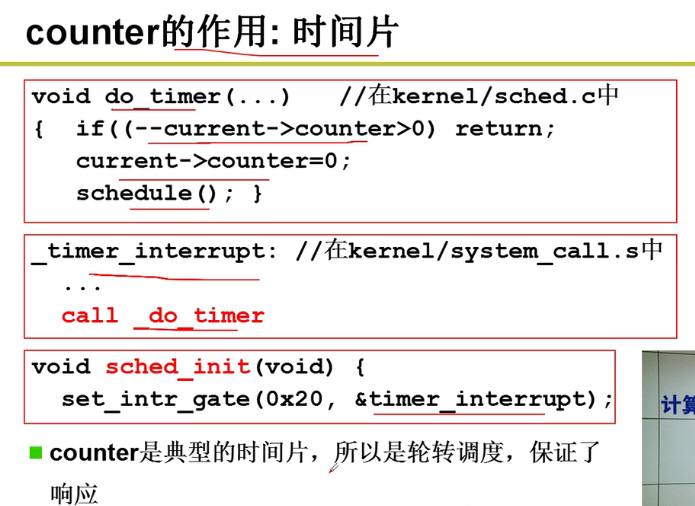 counter的作用: 时间片
void do_timer(...)   //在kernel/sched.c中
{  if((--current->counter>0) return;
   current->counter=0;
   schedule(); }
_timer_interrupt: //在kernel/system_call.s中
  ...
  call _do_timer
void sched_init(void) {
  set_intr_gate(0x20, &timer_interrupt);
counter是典型的时间片，所以是轮转调度，保证了
响应
计算